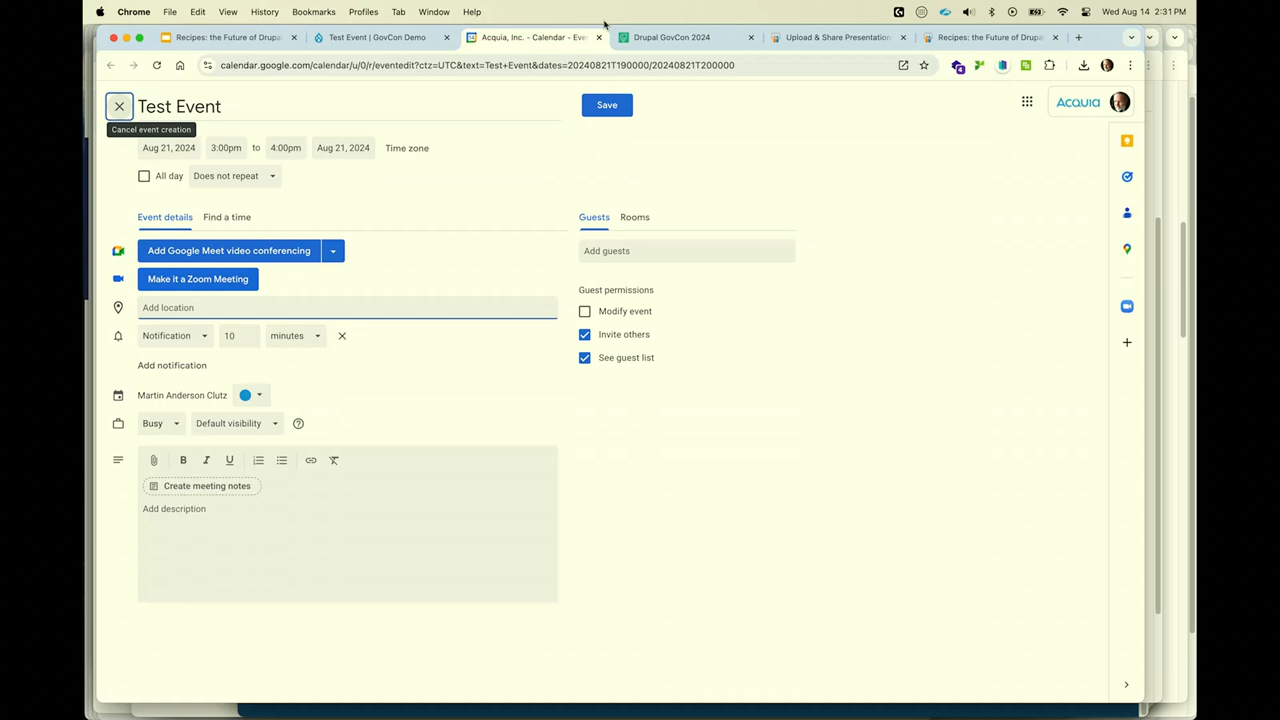 Chrome File Edit View History Bookmarks Profiles Tab Window Help Wed Aug 14 2:31 PM
Recipes: the Future of Drupa Test Event | GovCon Demo Acquia, Inc. - Calendar - Eve Drupal GovCon 2024 Upload & Share Presentation Recipes: the Future of Drupa
calendar.google.com/calendar/u/0/r/eventedit?ctz=UTC&text=Test+Event&dates=20240821T190000/20240821T200000
Test Event
Save
ACQUIA
Cancel event creation
Aug 21, 2024 3:00pm to 4:00pm Aug 21, 2024 Time zone
All day Does not repeat
Event details Find a time
Guests Rooms
Add Google Meet video conferencing
Add guests
Make it a Zoom Meeting
Guest permissions
Add location
Modify event
Notification 10 minutes
Invite others
See guest list
Add notification
Martin Anderson Clutz
Busy Default visibility
B I U
Create meeting notes
Add description